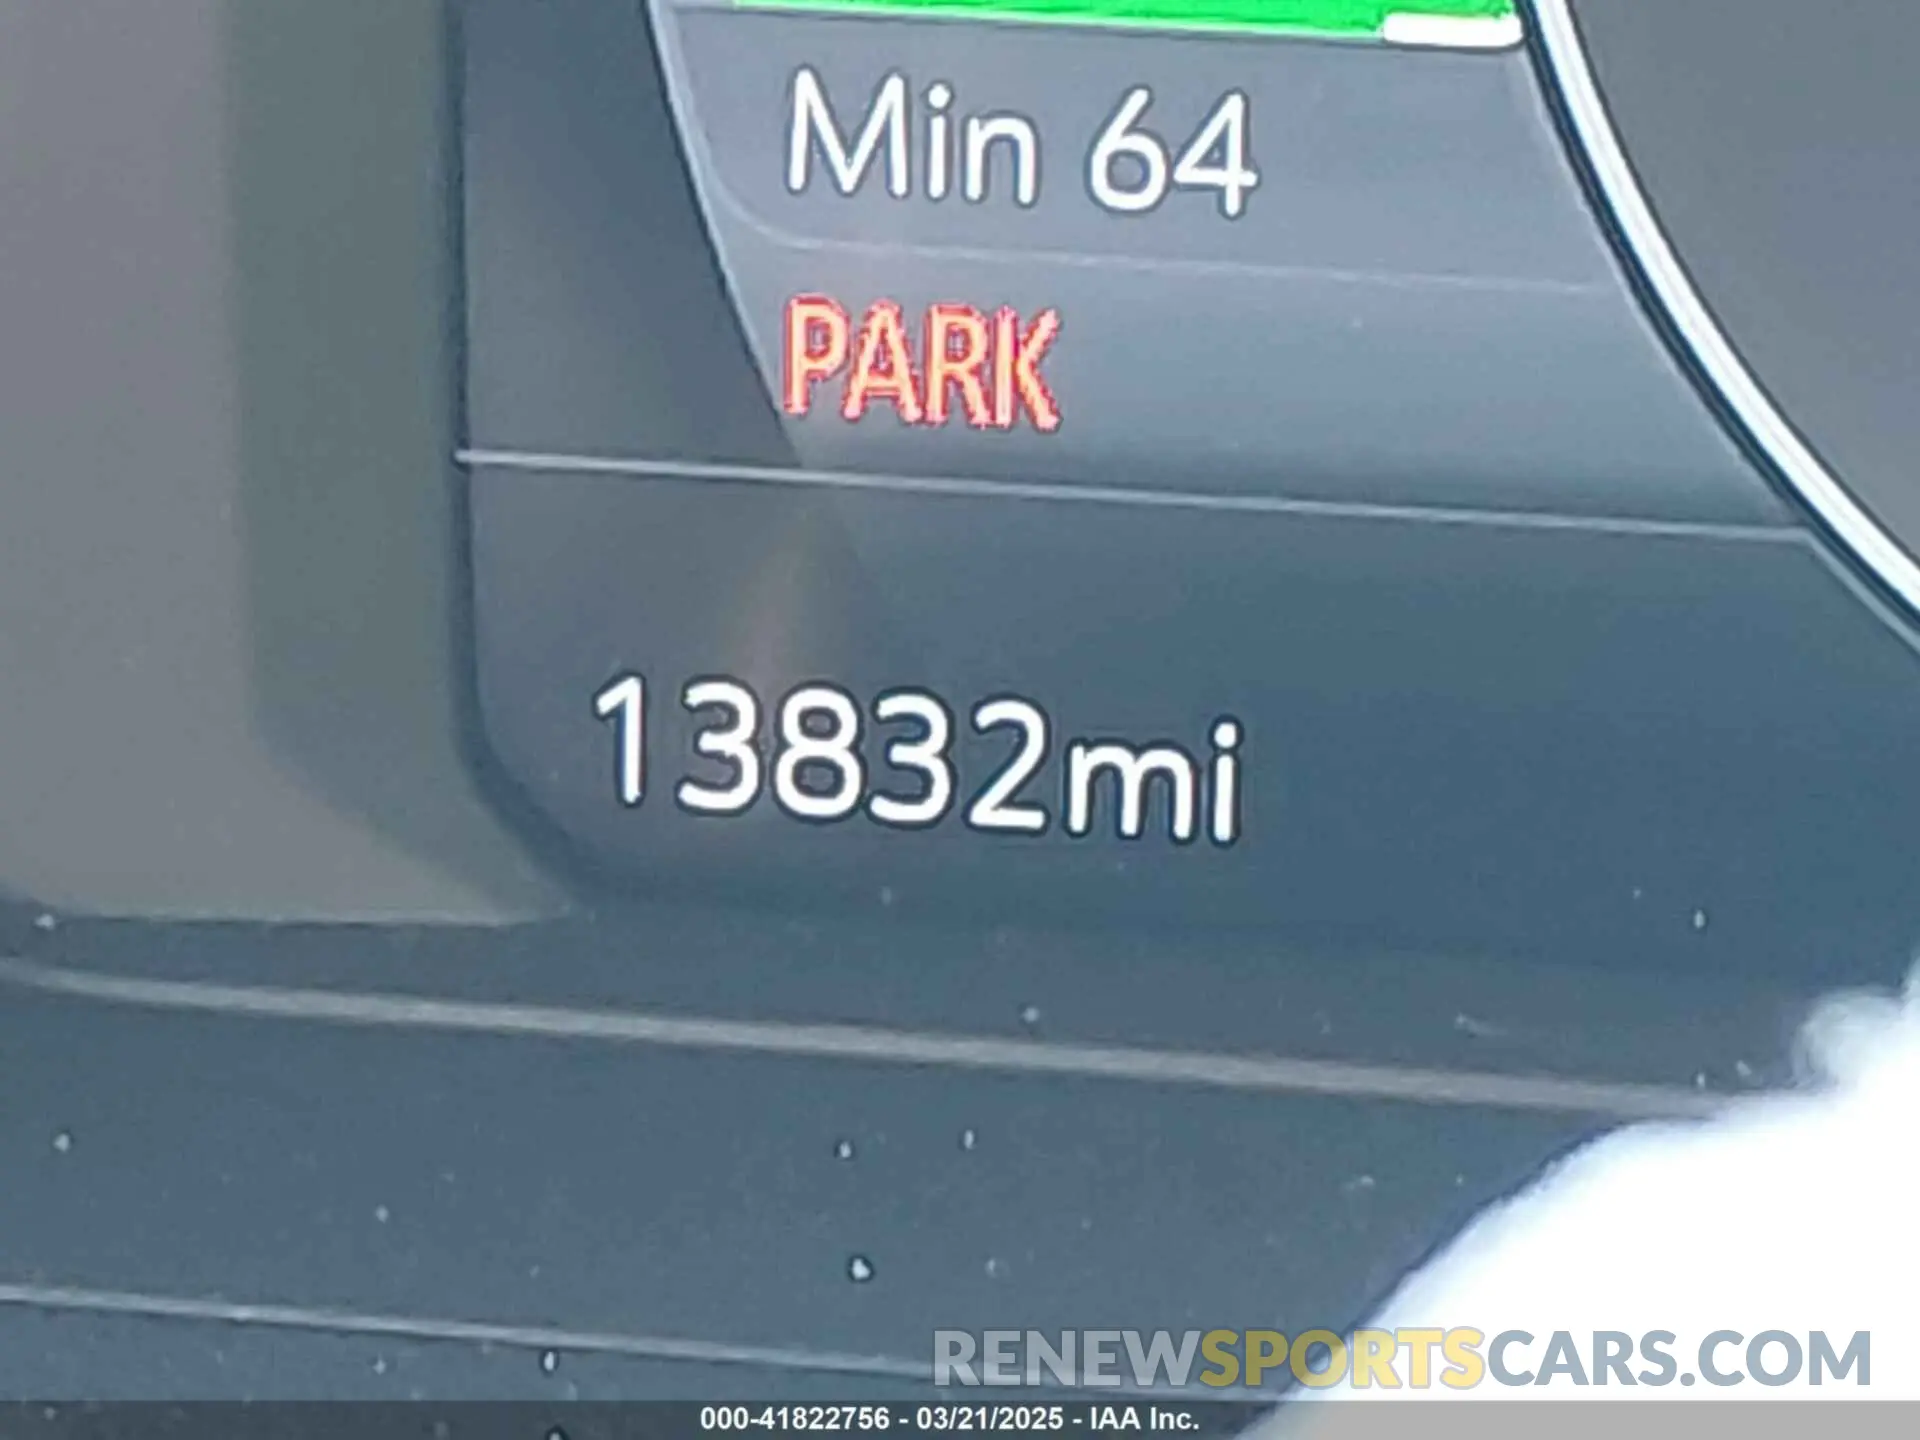 Min 64
PARK
13832mi
RENEWSPORTSCARS.COM
000-41822756 - 03/21/2025 - IAA Inc.